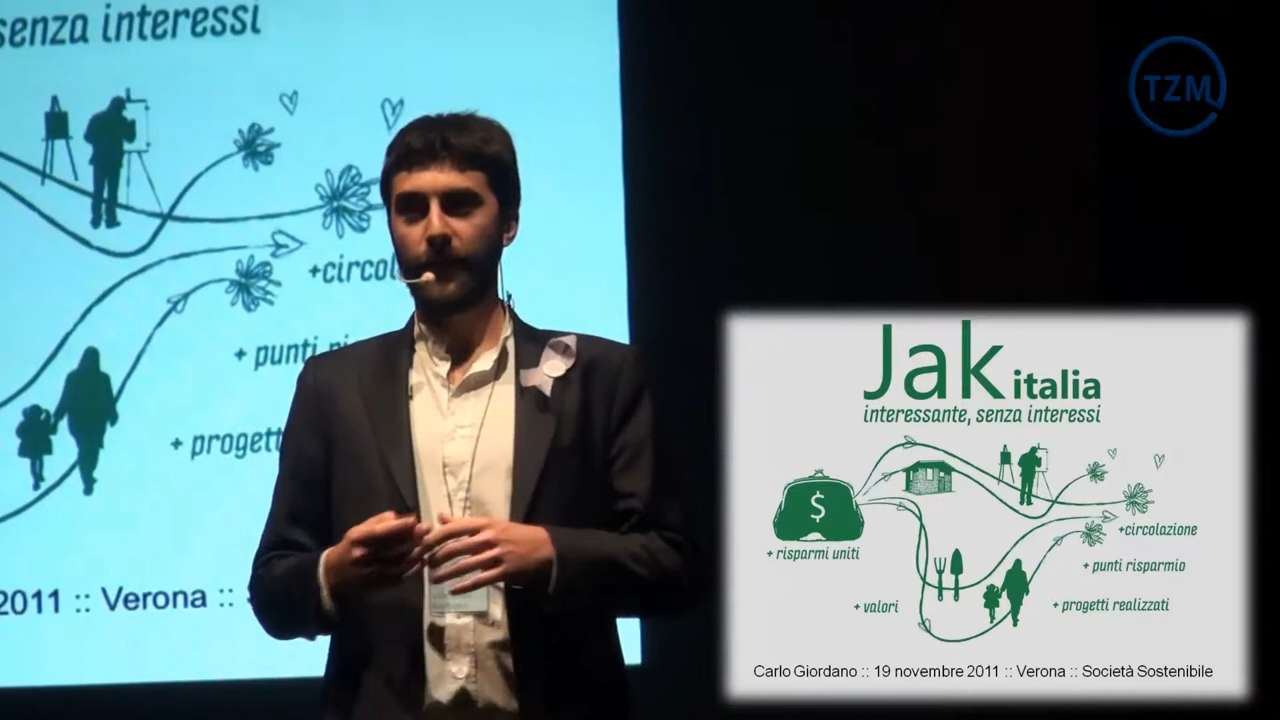 senza interessi
+circol
+ punti ri
+ progett
2011 :: Verona ::
TZM
Jak italia
interessante, senza interessi
$
+ risparmi uniti
+circolazione
+ punti risparmio
+ valori
+ progetti realizzati
Carlo Giordano :: 19 novembre 2011 :: Verona :: Società Sostenibile